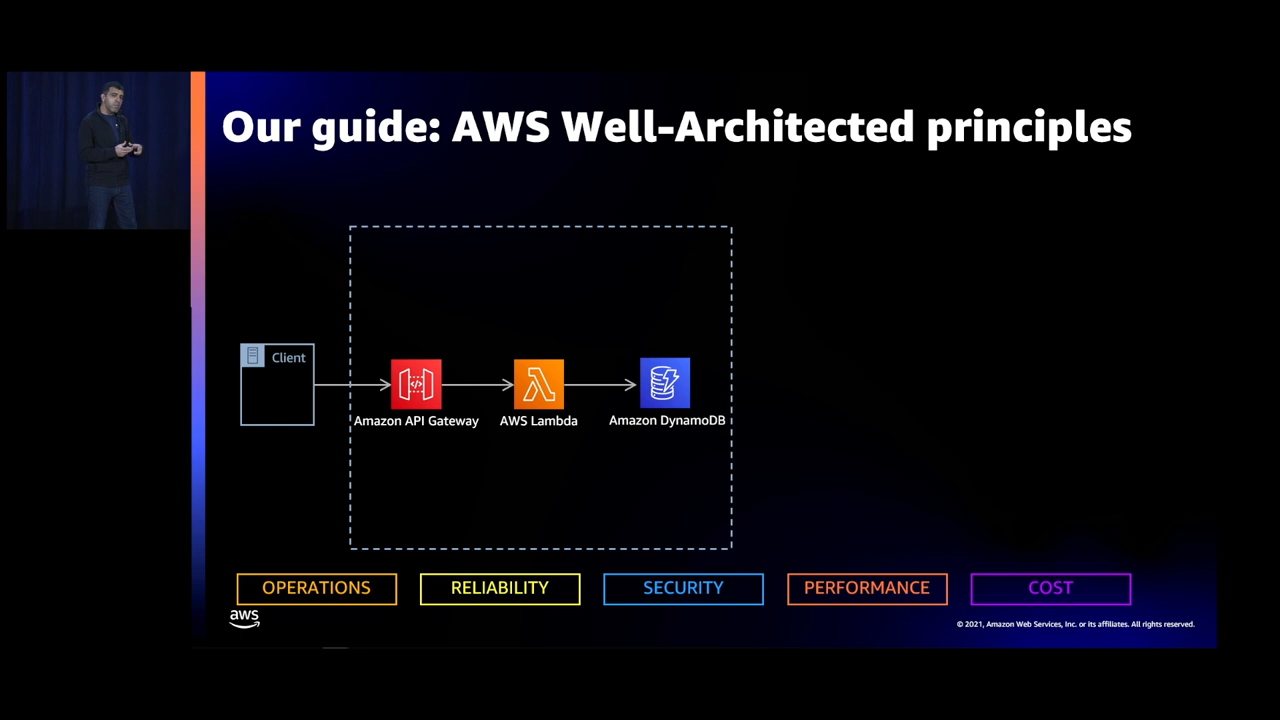 Our guide: AWS Well-Architected principles
Client
Amazon API Gateway
AWS Lambda
Amazon DynamoDB
OPERATIONS
RELIABILITY
SECURITY
PERFORMANCE
COST
aws
© 2021, Amazon Web Services, Inc. or its affiliates. All rights reserved.